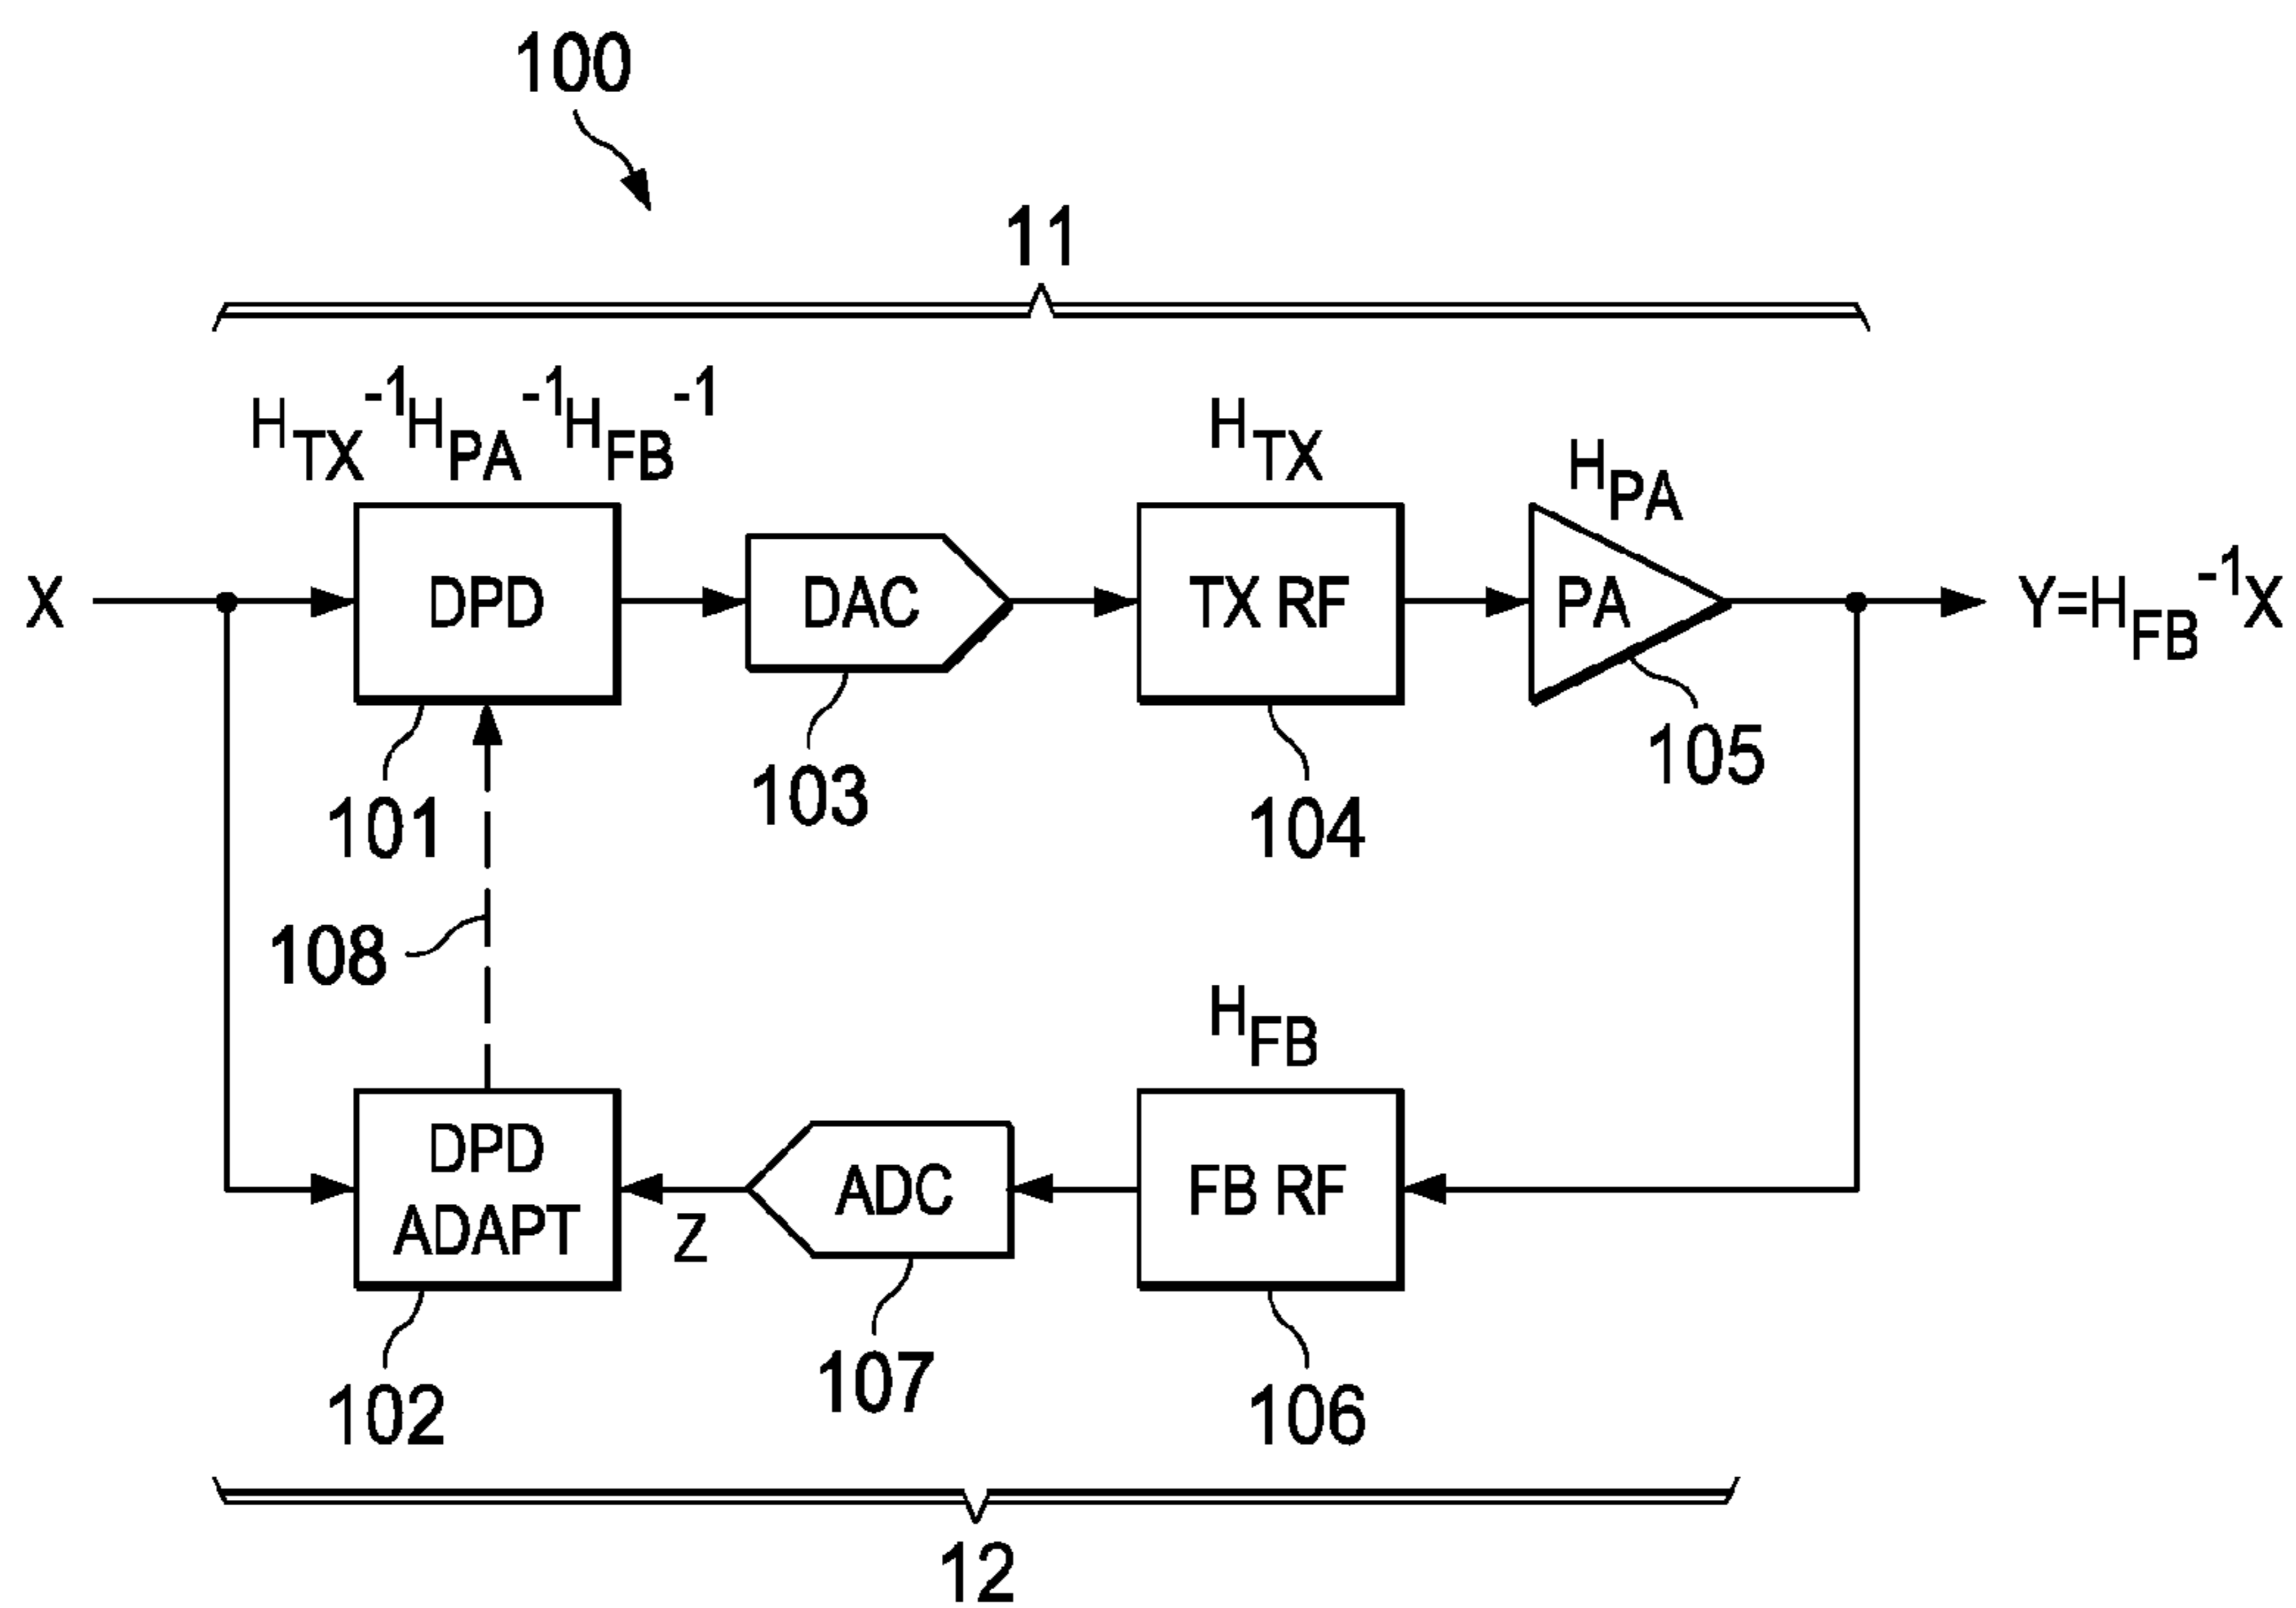 100
11
H_TX^-1 H_PA^-1 H_FB^-1
H_TX
H_PA
X
DPD
DAC
TX RF
PA
Y=H_FB^-1 X
101
103
104
105
108
H_FB
DPD
ADAPT
Z
ADC
FB RF
102
107
106
12